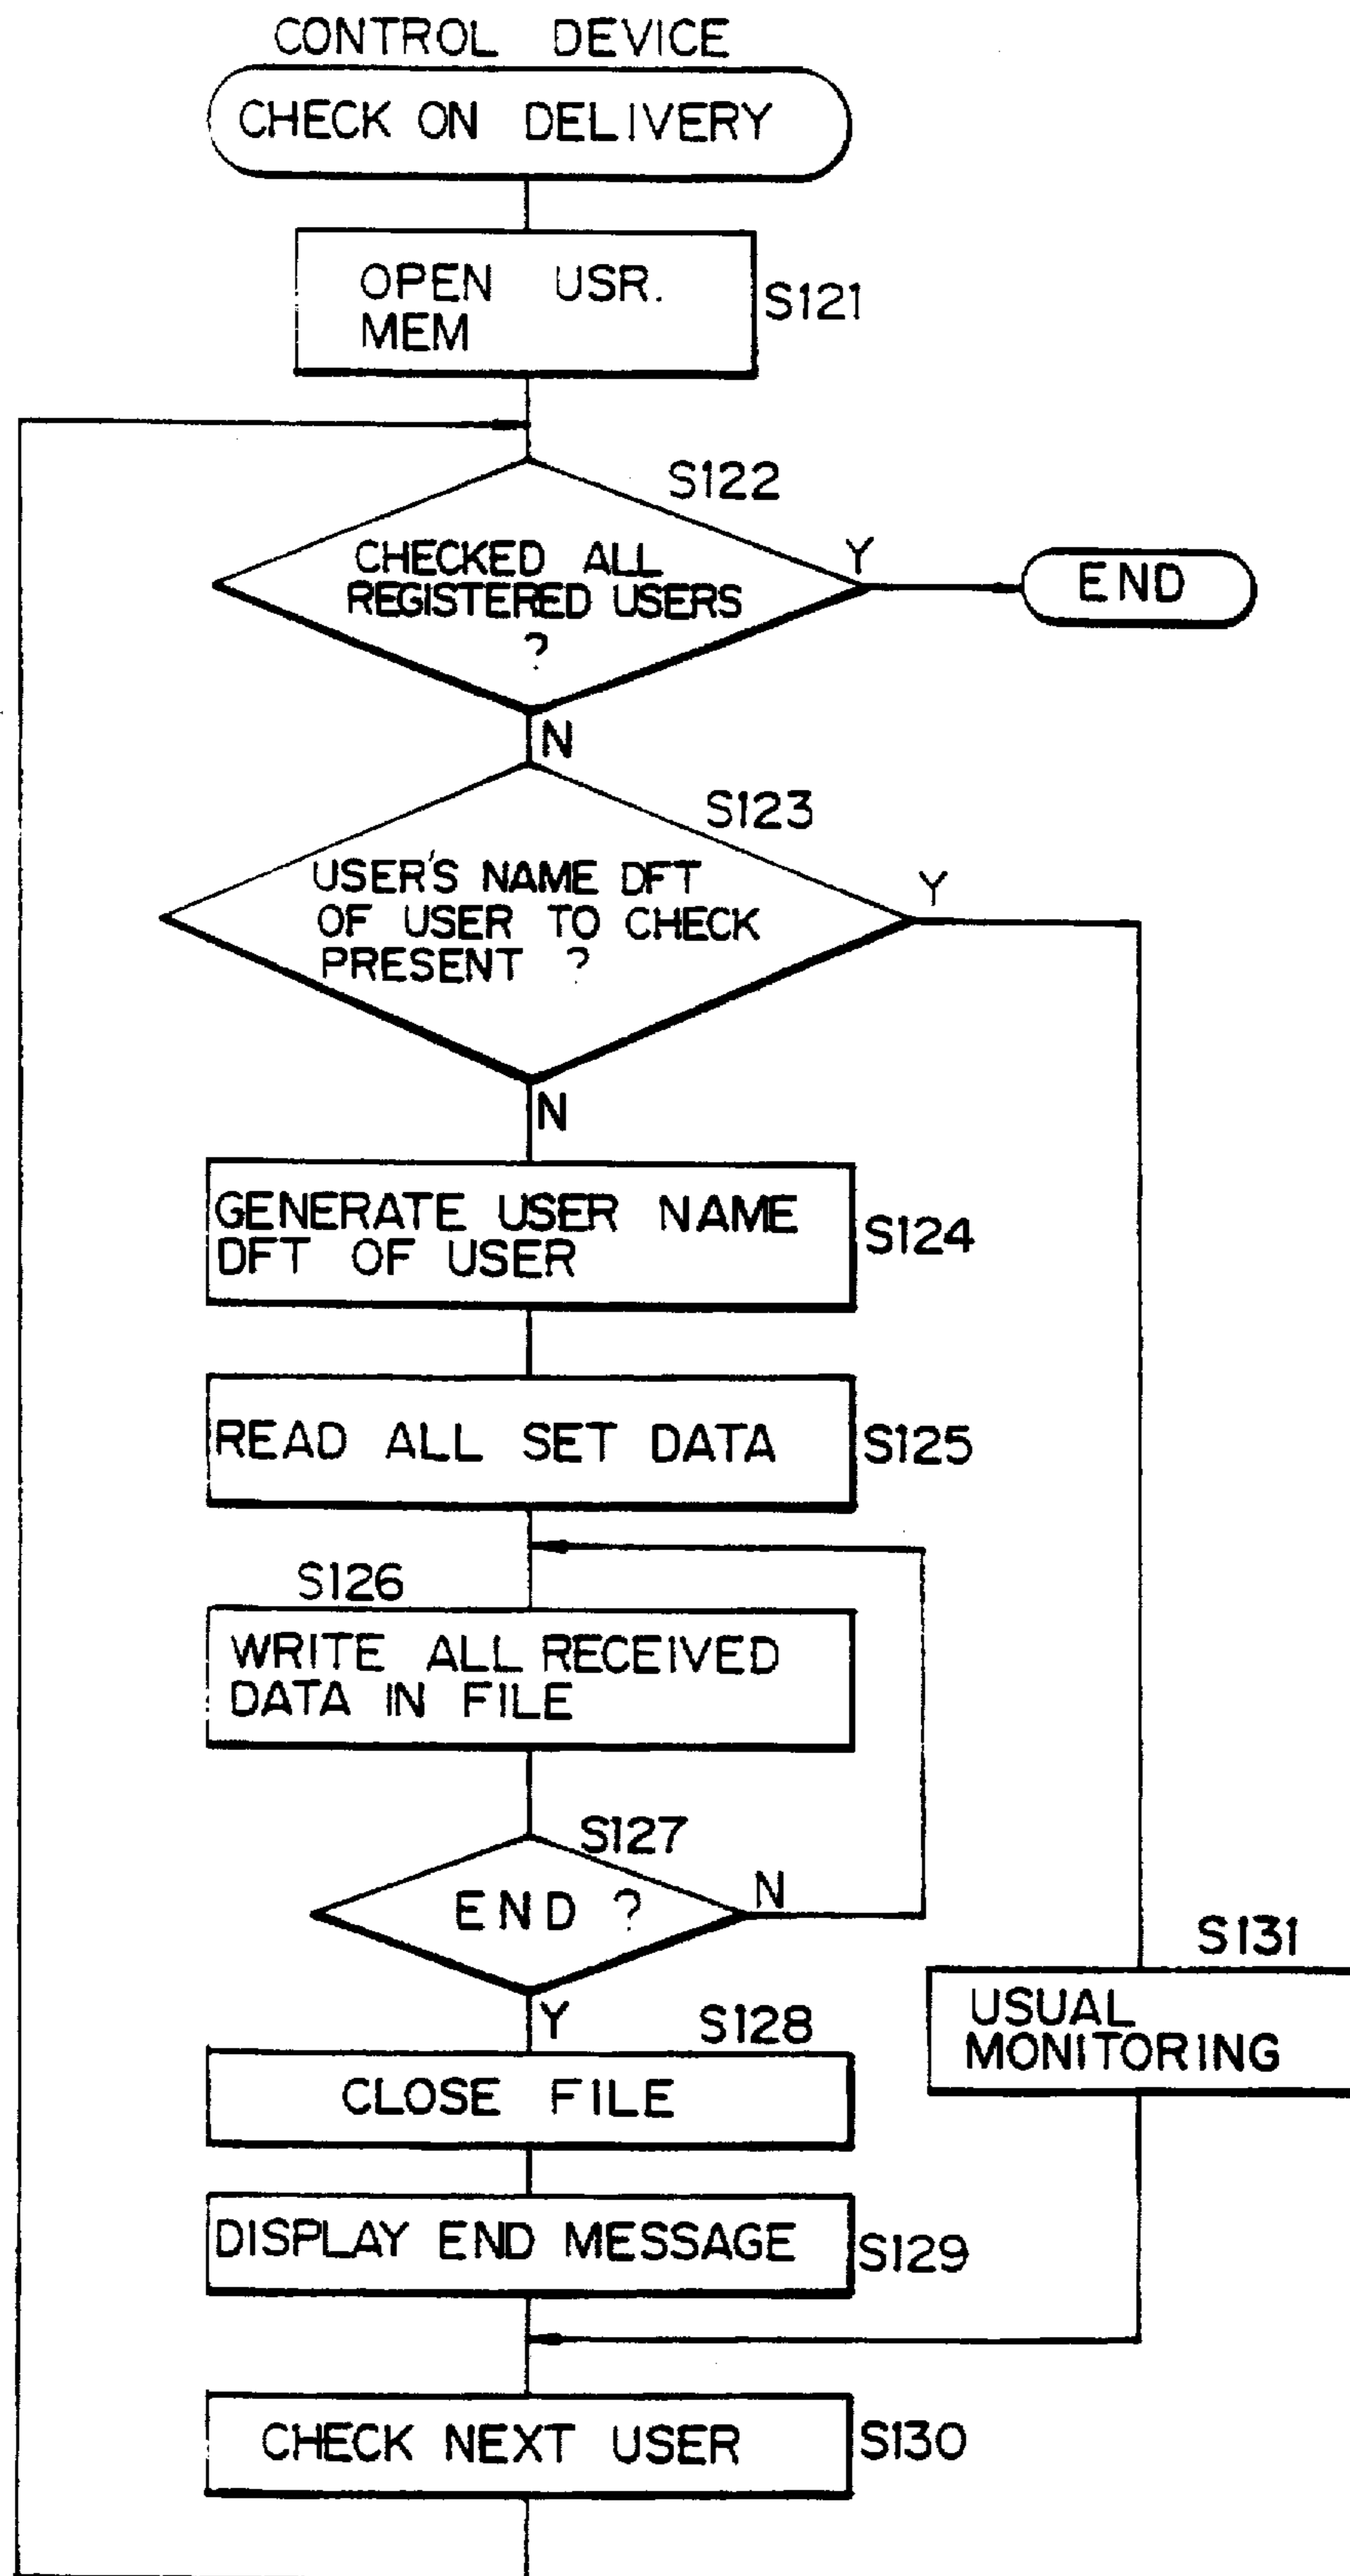 CONTROL DEVICE
CHECK ON DELIVERY
OPEN USR.
MEM
S121
S122
CHECKED ALL
REGISTERED USERS
?
Y
END
N
S123
USER'S NAME DFT
OF USER TO CHECK
PRESENT ?
Y
N
GENERATE USER NAME
DFT OF USER
S124
READ ALL SET DATA
S125
S126
WRITE ALL RECEIVED
DATA IN FILE
S127
END ?
N
Y
S131
USUAL
MONITORING
S128
CLOSE FILE
DISPLAY END MESSAGE
S129
CHECK NEXT USER
S130